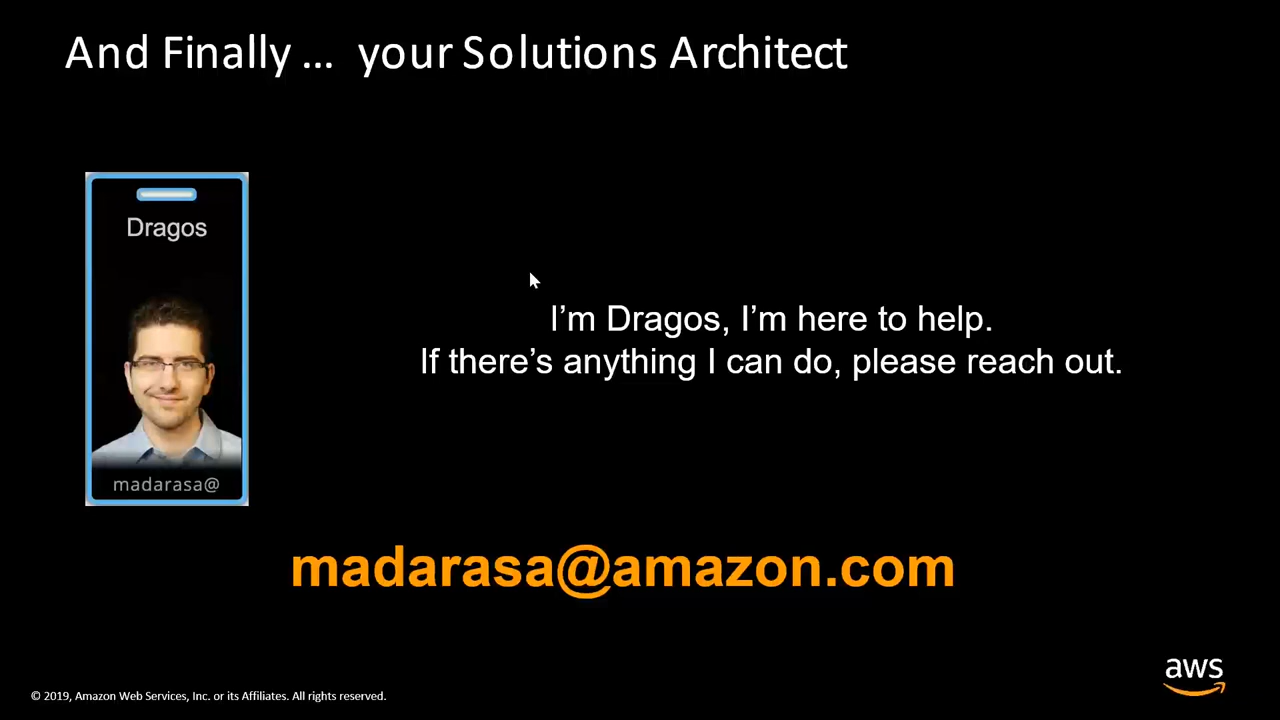 And Finally ... your Solutions Architect
Dragos
I'm Dragos, I'm here to help.
If there's anything I can do, please reach out.
madarasa@
madarasa@amazon.com
aws
© 2019, Amazon Web Services, Inc. or its Affiliates. All rights reserved.